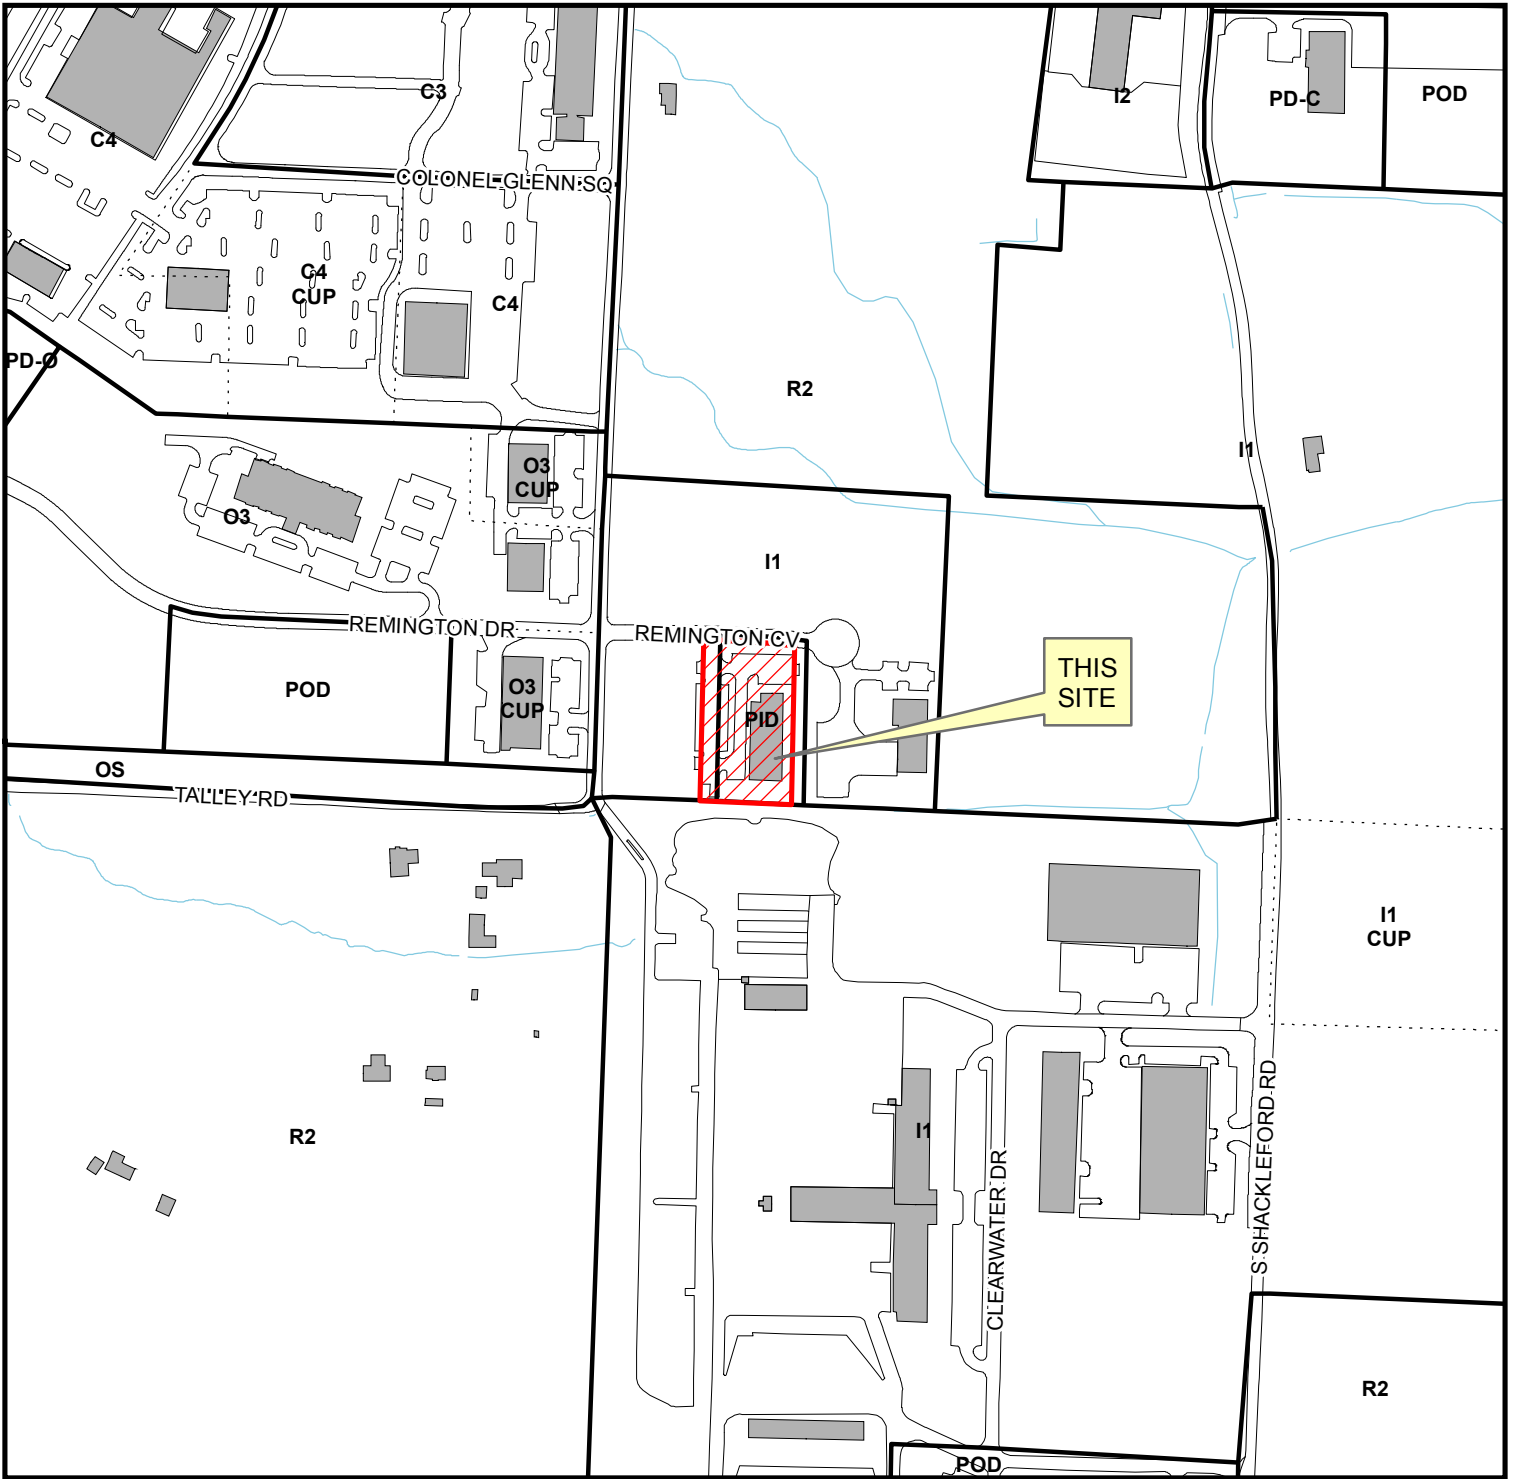 C3
I2
PD-C
POD
C4
COLONEL GLENN SQ
C4
CUP
C4
PD-O
R2
I1
O3
CUP
O3
I1
REMINGTON DR
REMINGTON CV
THIS
SITE
POD
O3
CUP
PID
OS
TALLEY RD
I1
CUP
R2
I1
CLEARWATER DR
S SHACKLEFORD RD
R2
POD